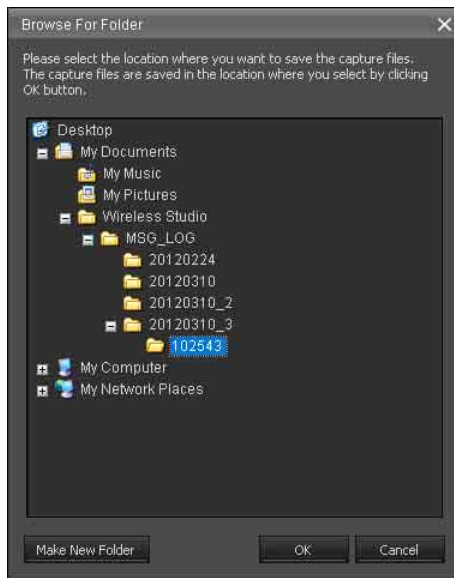 Browse For Folder
Please select the location where you want to save the capture files.
The capture files are saved in the location where you select by clicking
OK button.
Desktop
My Documents
My Music
My Pictures
Wireless Studio
MSG_LOG
20120224
20120310
20120310_2
20120310_3
102543
My Computer
My Network Places
Make New Folder
OK
Cancel